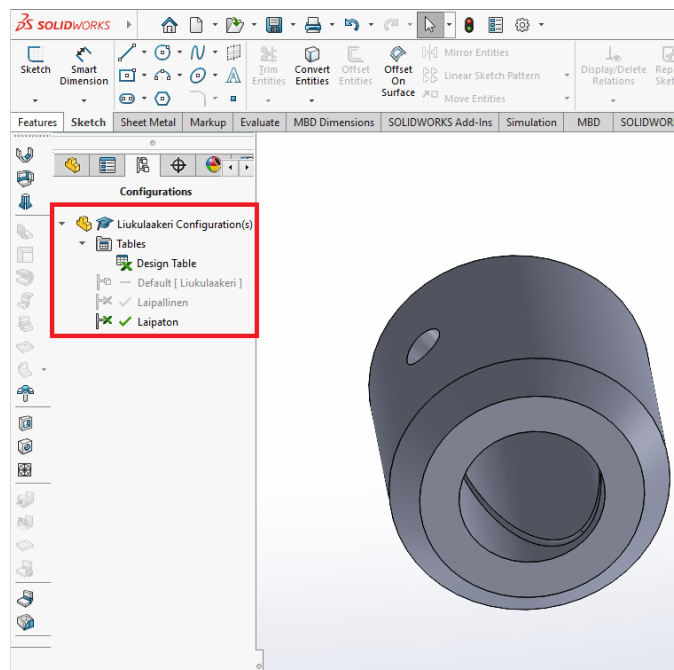 SOLIDWORKS
Sketch
Smart Dimension
Trim Entities
Convert Entities
Offset Entities
Offset On Surface
Mirror Entities
Linear Sketch Pattern
Move Entities
Display/Delete Relations
Features Sketch Sheet Metal Markup Evaluate MBD Dimensions SOLIDWORKS Add-Ins Simulation MBD
Configurations
Liukulaakeri Configuration(s)
Tables
Design Table
Default [ Liukulaakeri ]
Laipallinen
Laipaton